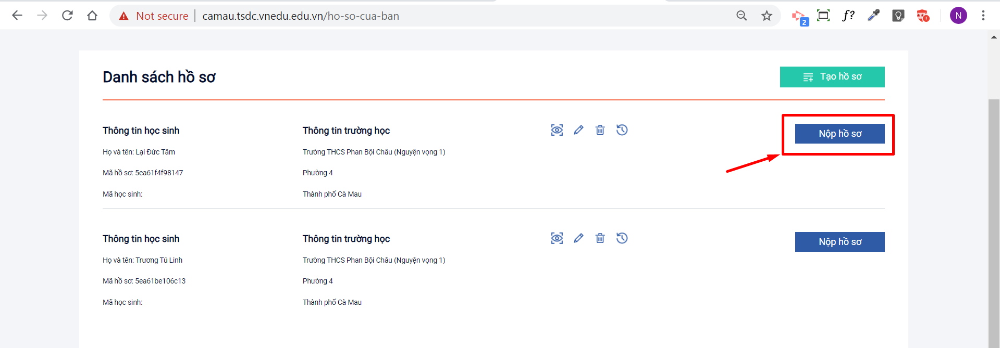 Not secure camau.tsdc.vnedu.edu.vn/ho-so-cua-ban
f?
2
N
Danh sách hồ sơ
Tạo hồ sơ
Thông tin học sinh
Thông tin trường học
Nộp hồ sơ
Họ và tên: Lại Đức Tâm
Trường THCS Phan Bội Châu (Nguyện vọng 1)
Mã hồ sơ: 5ea61f4f98147
Phường 4
Mã học sinh:
Thành phố Cà Mau
Thông tin học sinh
Thông tin trường học
Nộp hồ sơ
Họ và tên: Trương Tú Linh
Trường THCS Phan Bội Châu (Nguyện vọng 1)
Mã hồ sơ: 5ea61be106c13
Phường 4
Mã học sinh:
Thành phố Cà Mau